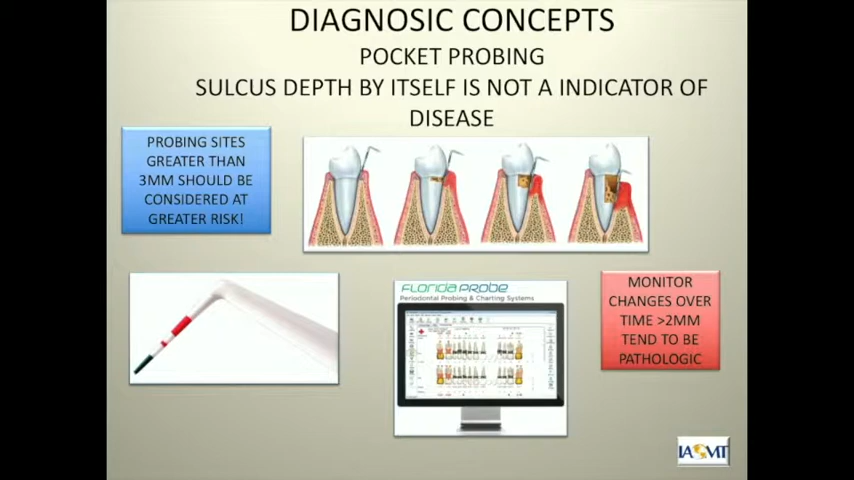 DIAGNOSIC CONCEPTS
POCKET PROBING
SULCUS DEPTH BY ITSELF IS NOT A INDICATOR OF
DISEASE
PROBING SITES
GREATER THAN
3MM SHOULD BE
CONSIDERED AT
GREATER RISK!
FLORIDA PROBE
Periodontal Probing & Charting Systems
MONITOR
CHANGES OVER
TIME >2MM
TEND TO BE
PATHOLOGIC
IAOMT